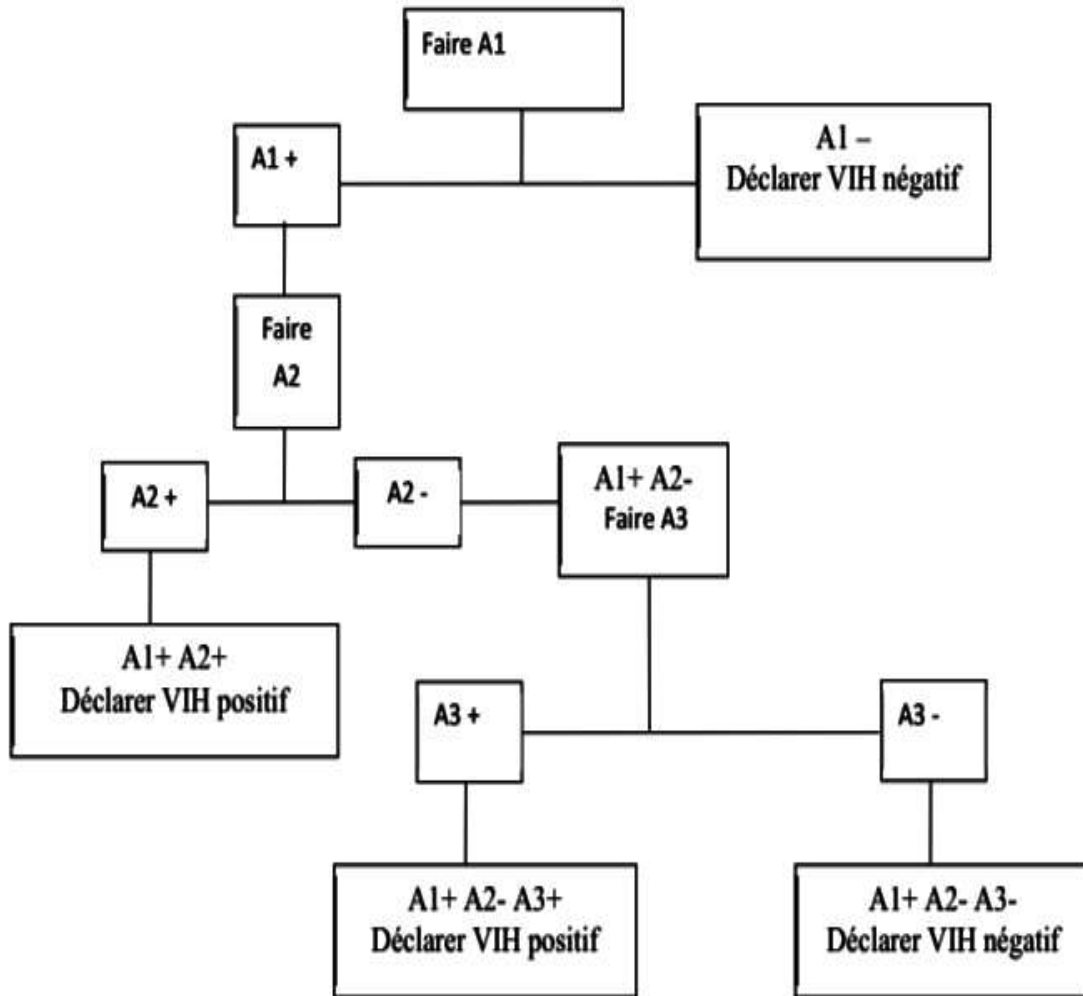 Faire A1
A1 +
A1 –
Déclarer VIH négatif
Faire
A2
A2 +
A2 -
A1+ A2-
Faire A3
A1+ A2+
Déclarer VIH positif
A3 +
A3 -
A1+ A2- A3+
Déclarer VIH positif
A1+ A2- A3-
Déclarer VIH négatif